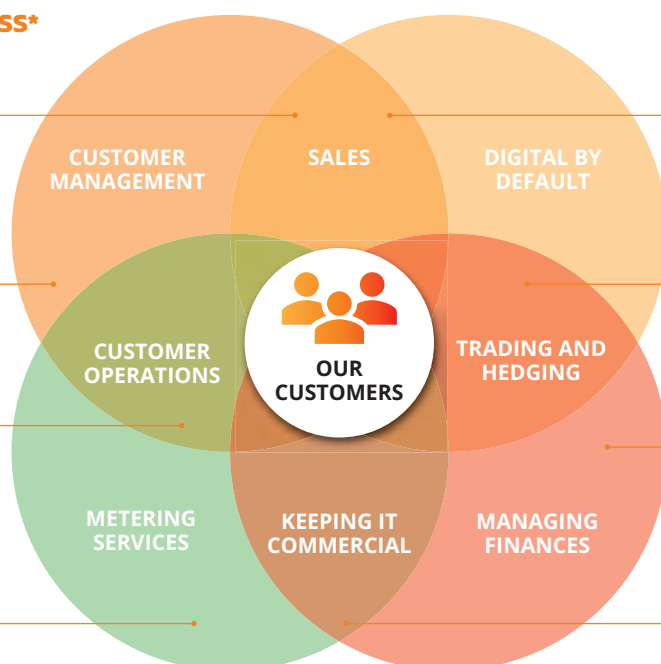 SS*
CUSTOMER
MANAGEMENT
SALES
DIGITAL BY
DEFAULT
CUSTOMER
OPERATIONS
OUR
CUSTOMERS
TRADING AND
HEDGING
METERING
SERVICES
KEEPING IT
COMMERCIAL
MANAGING
FINANCES